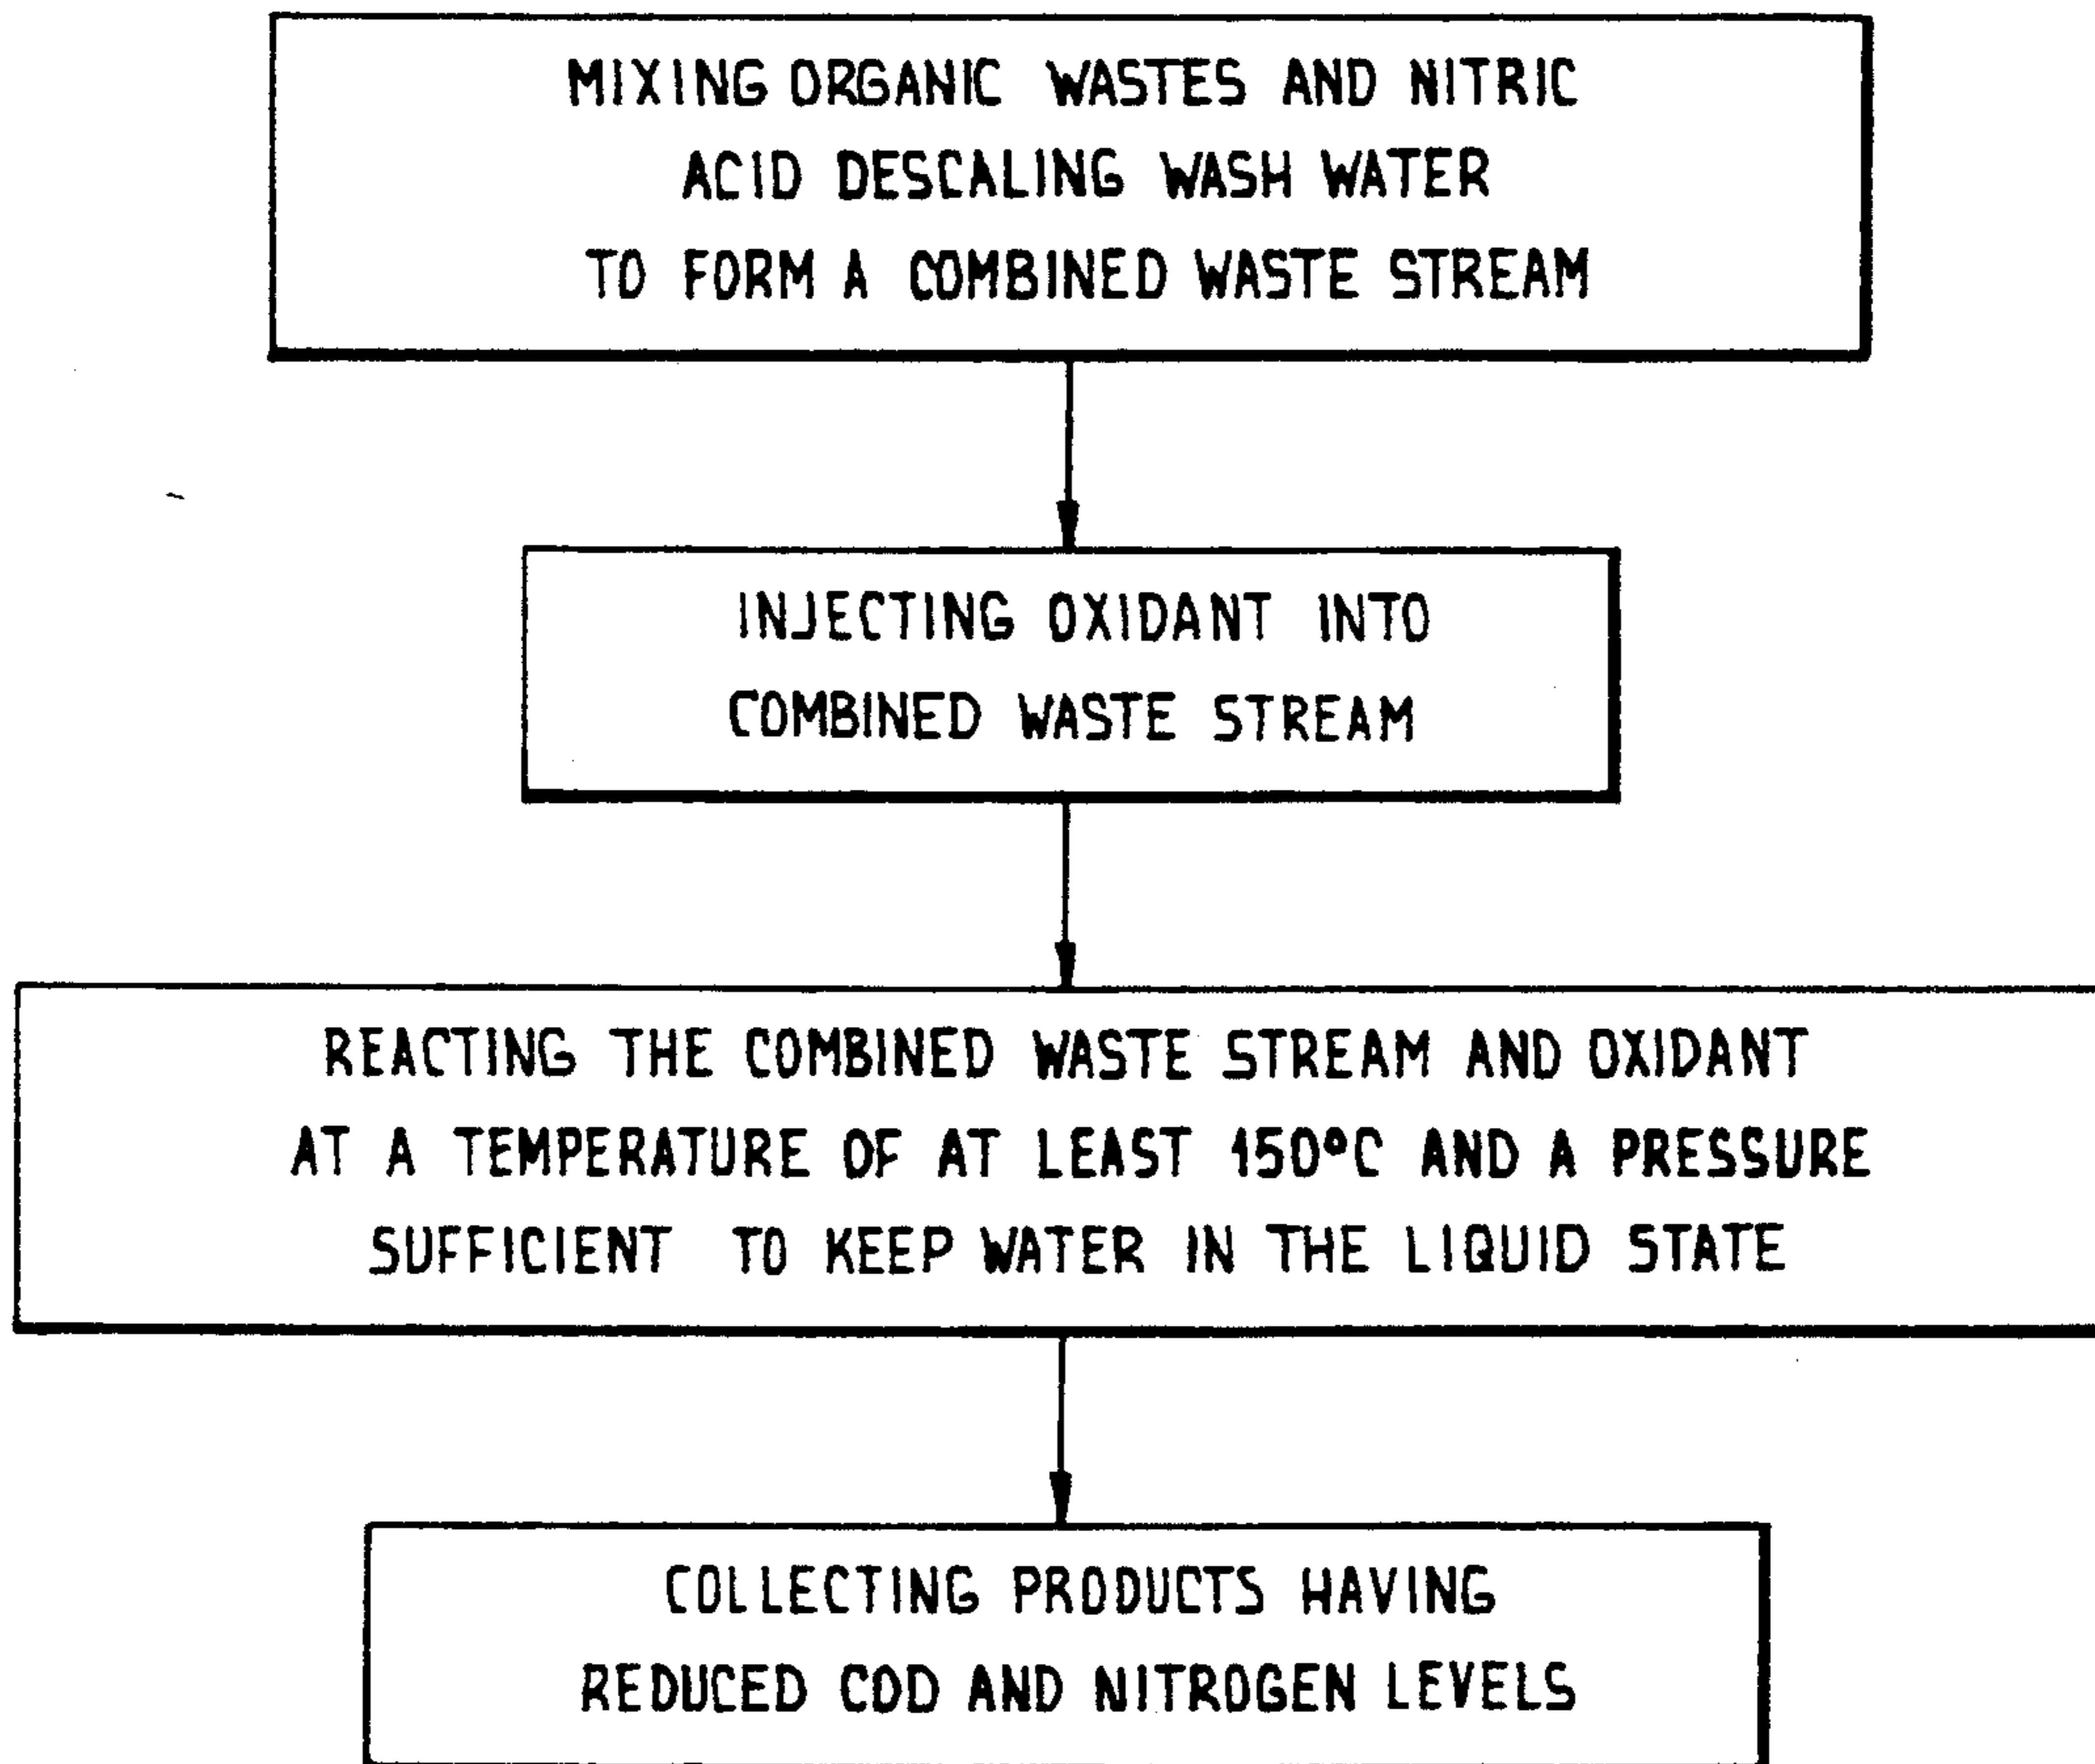 MIXING ORGANIC WASTES AND NITRIC
ACID DESCALING WASH WATER
TO FORM A COMBINED WASTE STREAM
INJECTING OXIDANT INTO
COMBINED WASTE STREAM
REACTING THE COMBINED WASTE STREAM AND OXIDANT
AT A TEMPERATURE OF AT LEAST 150°C AND A PRESSURE
SUFFICIENT TO KEEP WATER IN THE LIQUID STATE
COLLECTING PRODUCTS HAVING
REDUCED COD AND NITROGEN LEVELS